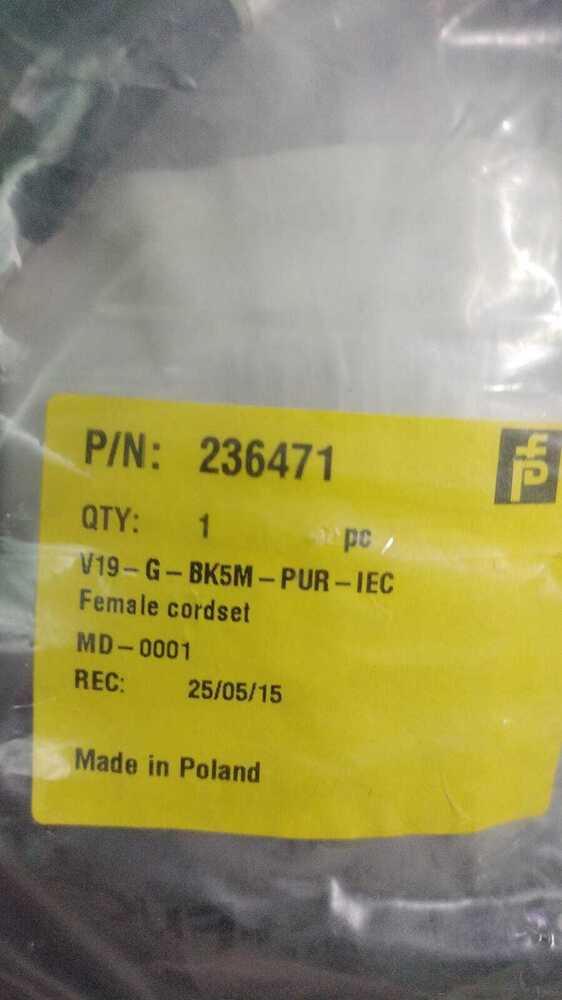 P/N: 236471
QTY: 1 pc
V19-G-BK5M-PUR-IEC
Female cordset
MD-0001
REC: 25/05/15
Made in Poland